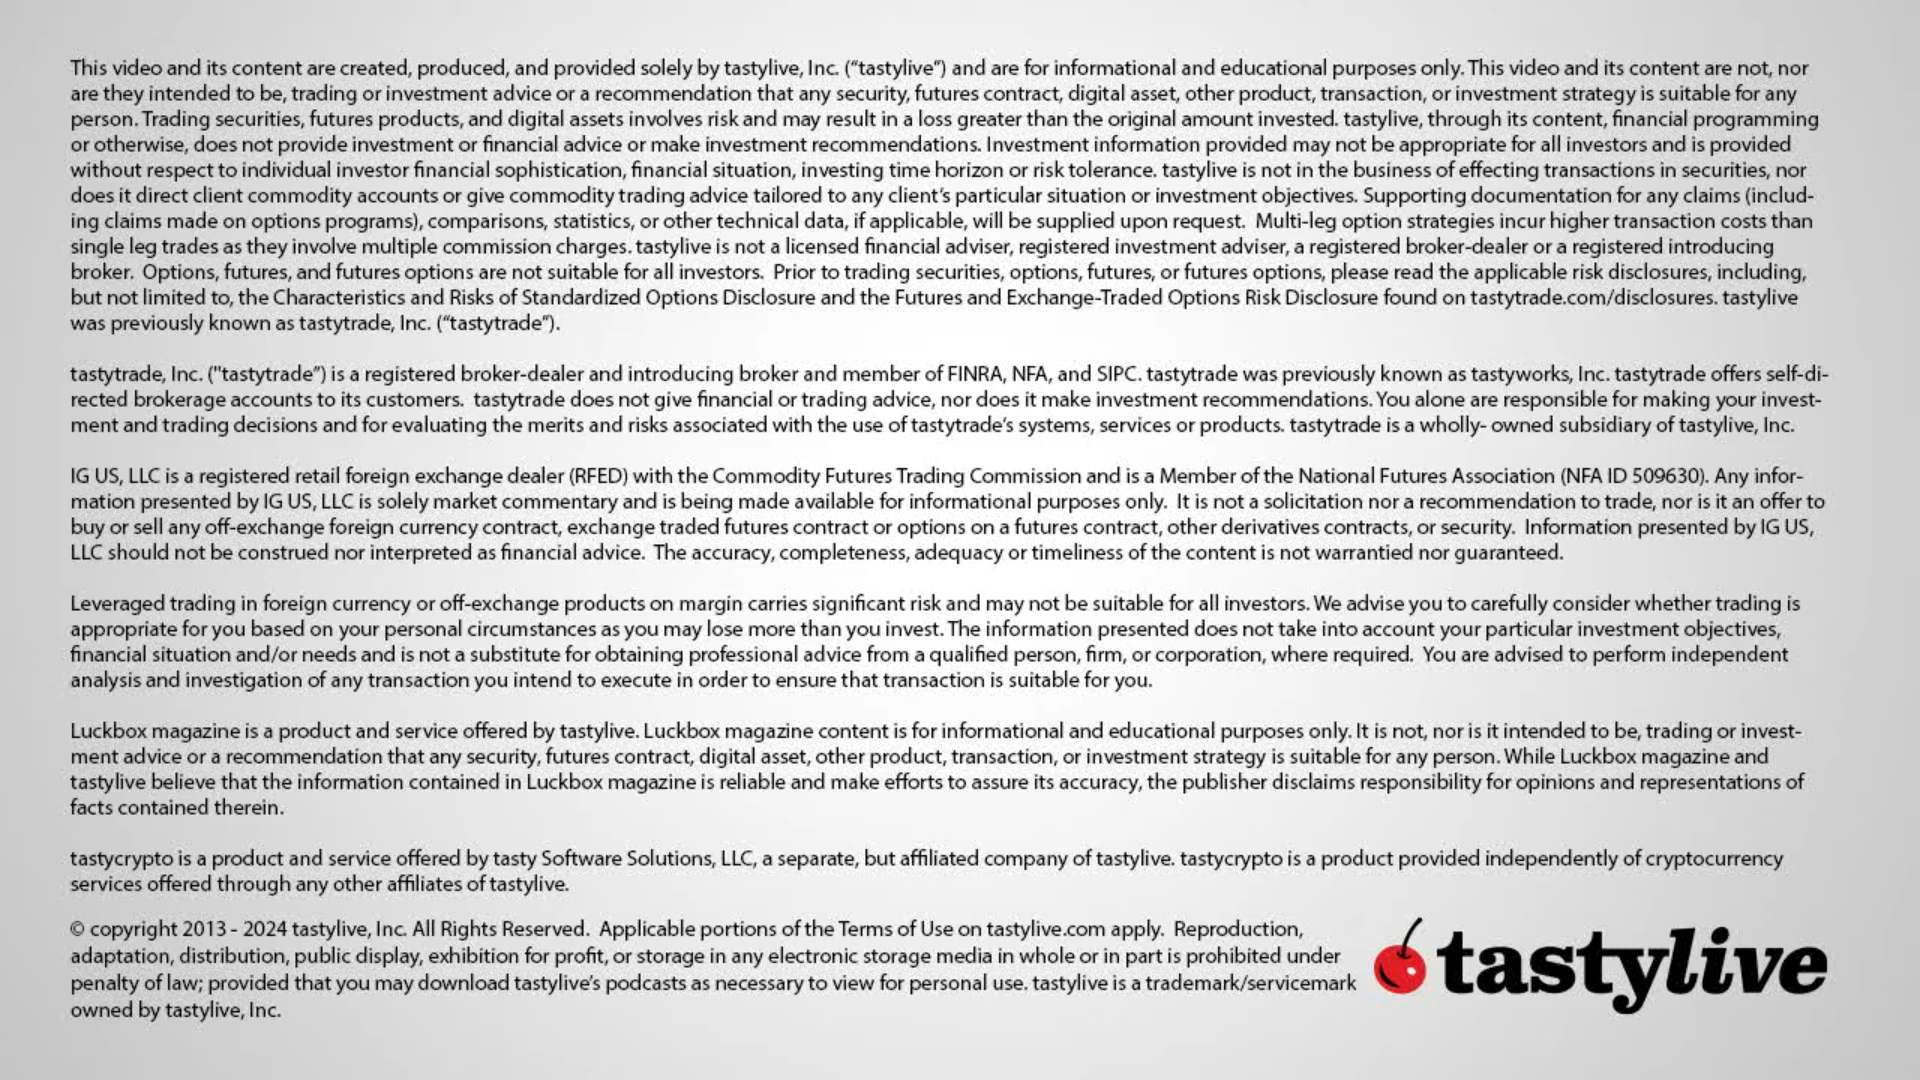 This video and its content are created, produced, and provided solely by tastylive, Inc. (“tastylive”) and are for informational and educational purposes only. This video and its content are not, nor
are they intended to be, trading or investment advice or a recommendation that any security, futures contract, digital asset, other product, transaction, or investment strategy is suitable for any
person. Trading securities, futures products, and digital assets involves risk and may result in a loss greater than the original amount invested. tastylive, through its content, financial programming
or otherwise, does not provide investment or financial advice or make investment recommendations. Investment information provided may not be appropriate for all investors and is provided
without respect to individual investor financial sophistication, financial situation, investing time horizon or risk tolerance. tastylive is not in the business of effecting transactions in securities, nor
does it direct client commodity accounts or give commodity trading advice tailored to any client’s particular situation or investment objectives. Supporting documentation for any claims (includ-
ing claims made on options programs), comparisons, statistics, or other technical data, if applicable, will be supplied upon request.  Multi-leg option strategies incur higher transaction costs than
single leg trades as they involve multiple commission charges. tastylive is not a licensed financial adviser, registered investment adviser, a registered broker-dealer or a registered introducing
broker.  Options, futures, and futures options are not suitable for all investors.  Prior to trading securities, options, futures, or futures options, please read the applicable risk disclosures, including,
but not limited to, the Characteristics and Risks of Standardized Options Disclosure and the Futures and Exchange-Traded Options Risk Disclosure found on tastytrade.com/disclosures. tastylive
was previously known as tastytrade, Inc. (“tastytrade”).
tastytrade, Inc. ("tastytrade”) is a registered broker-dealer and introducing broker and member of FINRA, NFA, and SIPC. tastytrade was previously known as tastyworks, Inc. tastytrade offers self-di-
rected brokerage accounts to its customers.  tastytrade does not give financial or trading advice, nor does it make investment recommendations. You alone are responsible for making your invest-
ment and trading decisions and for evaluating the merits and risks associated with the use of tastytrade’s systems, services or products. tastytrade is a wholly- owned subsidiary of tastylive, Inc.
IG US, LLC is a registered retail foreign exchange dealer (RFED) with the Commodity Futures Trading Commission and is a Member of the National Futures Association (NFA ID 509630). Any infor-
mation presented by IG US, LLC is solely market commentary and is being made available for informational purposes only.  It is not a solicitation nor a recommendation to trade, nor is it an offer to
buy or sell any off-exchange foreign currency contract, exchange traded futures contract or options on a futures contract, other derivatives contracts, or security.  Information presented by IG US,
LLC should not be construed nor interpreted as financial advice.  The accuracy, completeness, adequacy or timeliness of the content is not warrantied nor guaranteed.
Leveraged trading in foreign currency or off-exchange products on margin carries significant risk and may not be suitable for all investors. We advise you to carefully consider whether trading is
appropriate for you based on your personal circumstances as you may lose more than you invest. The information presented does not take into account your particular investment objectives,
financial situation and/or needs and is not a substitute for obtaining professional advice from a qualified person, firm, or corporation, where required.  You are advised to perform independent
analysis and investigation of any transaction you intend to execute in order to ensure that transaction is suitable for you.
Luckbox magazine is a product and service offered by tastylive. Luckbox magazine content is for informational and educational purposes only. It is not, nor is it intended to be, trading or invest-
ment advice or a recommendation that any security, futures contract, digital asset, other product, transaction, or investment strategy is suitable for any person. While Luckbox magazine and
tastylive believe that the information contained in Luckbox magazine is reliable and make efforts to assure its accuracy, the publisher disclaims responsibility for opinions and representations of
facts contained therein.
tastycrypto is a product and service offered by tasty Software Solutions, LLC, a separate, but affiliated company of tastylive. tastycrypto is a product provided independently of cryptocurrency
services offered through any other affiliates of tastylive.
© copyright 2013 - 2024 tastylive, Inc. All Rights Reserved.  Applicable portions of the Terms of Use on tastylive.com apply.  Reproduction,
adaptation, distribution, public display, exhibition for profit, or storage in any electronic storage media in whole or in part is prohibited under
penalty of law; provided that you may download tastylive’s podcasts as necessary to view for personal use. tastylive is a trademark/servicemark
owned by tastylive, Inc.
tastylive